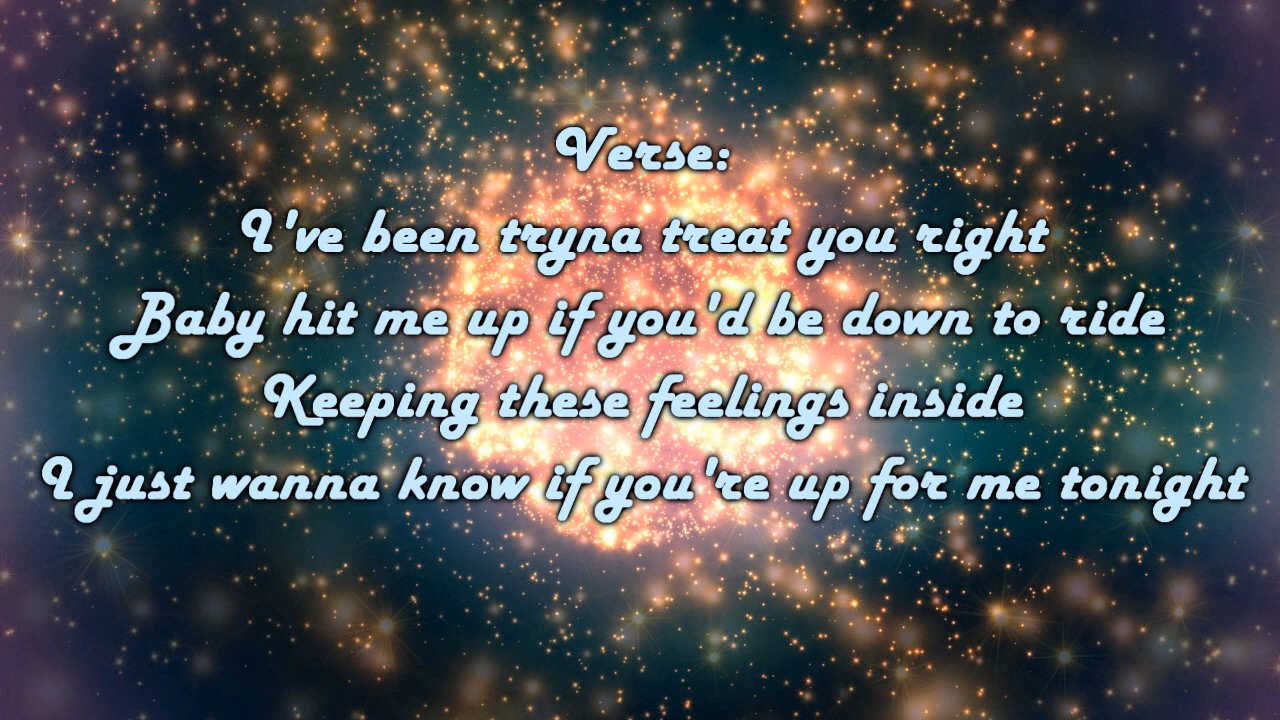 Verse:
I've been tryna treat you right
Baby hit me up if you'd be down to ride
Keeping these feelings inside
I just wanna know if you're up for me tonight